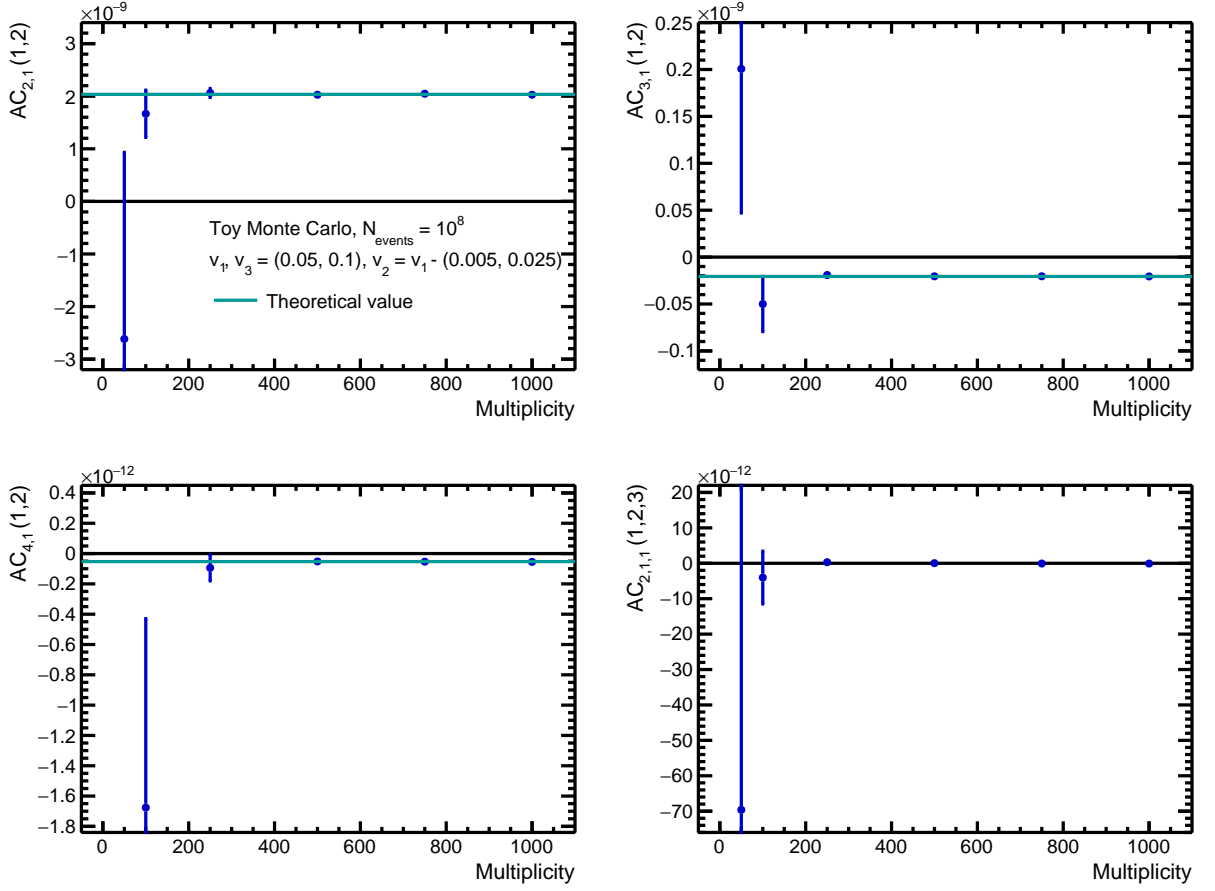 ×10⁻⁹
AC₂,₁(1,2)
3
2
1
0
−1
−2
−3
Toy Monte Carlo, N_events = 10⁸
v₁, v₃ = (0.05, 0.1), v₂ = v₁ - (0.005, 0.025)
Theoretical value
0 200 400 600 800 1000
Multiplicity
×10⁻⁹
AC₃,₁(1,2)
0.25
0.2
0.15
0.1
0.05
0
−0.05
−0.1
0 200 400 600 800 1000
Multiplicity
×10⁻¹²
AC₄,₁(1,2)
0.4
0.2
0
−0.2
−0.4
−0.6
−0.8
−1
−1.2
−1.4
−1.6
−1.8
0 200 400 600 800 1000
Multiplicity
×10⁻¹²
AC₂,₁,₁(1,2,3)
20
10
0
−10
−20
−30
−40
−50
−60
−70
0 200 400 600 800 1000
Multiplicity